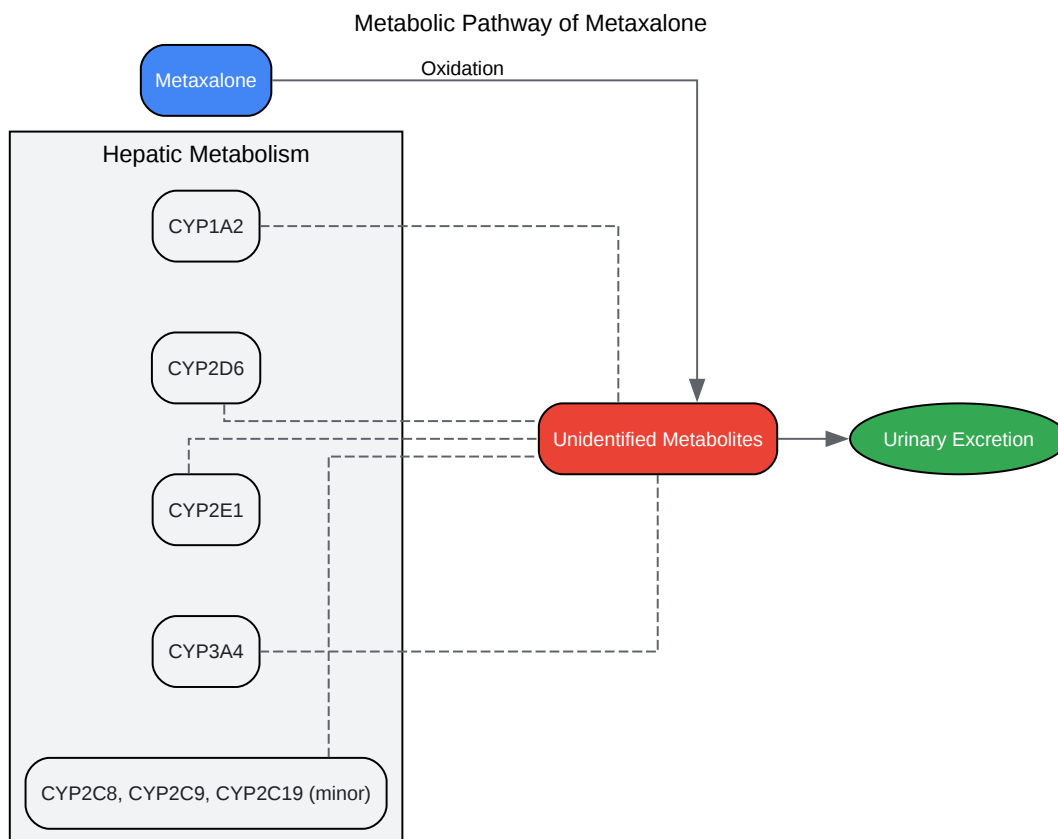 Metabolic Pathway of Metaxalone
Metaxalone
Oxidation
Hepatic Metabolism
CYP1A2
CYP2D6
Unidentified Metabolites
Urinary Excretion
CYP2E1
CYP3A4
CYP2C8, CYP2C9, CYP2C19 (minor)